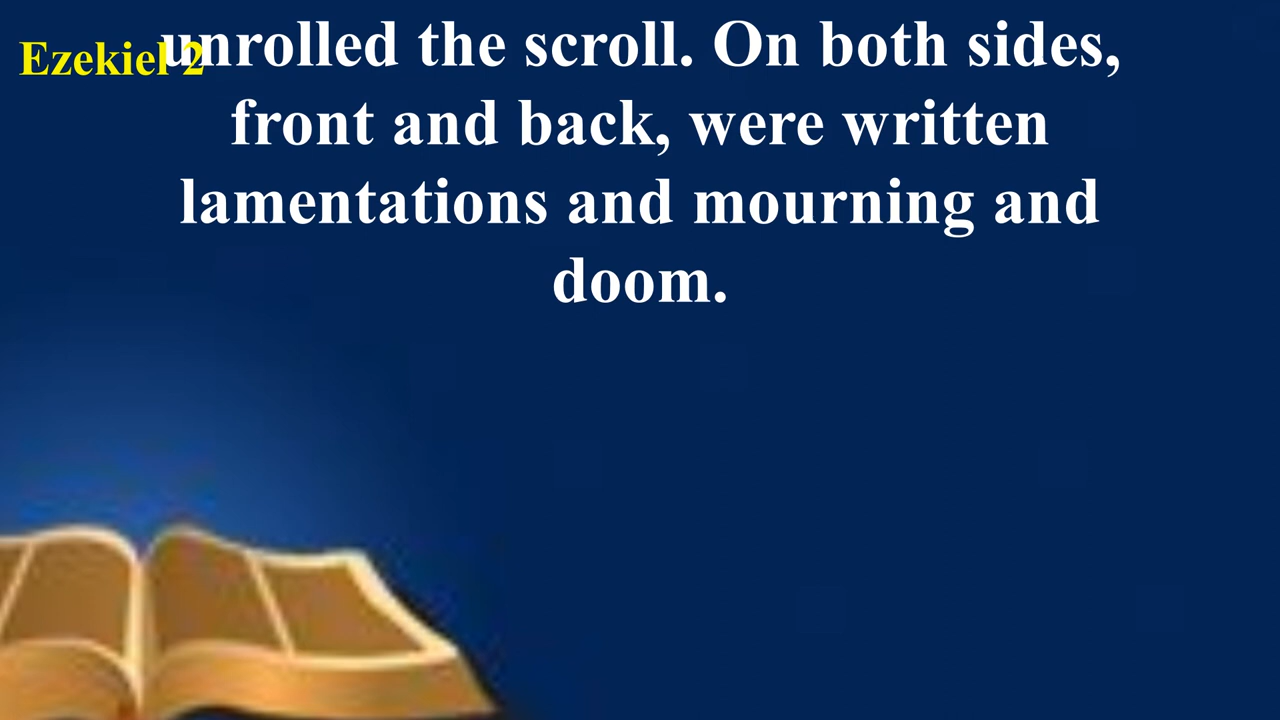 Ezekiel 2
unrolled the scroll. On both sides,
front and back, were written
lamentations and mourning and
doom.